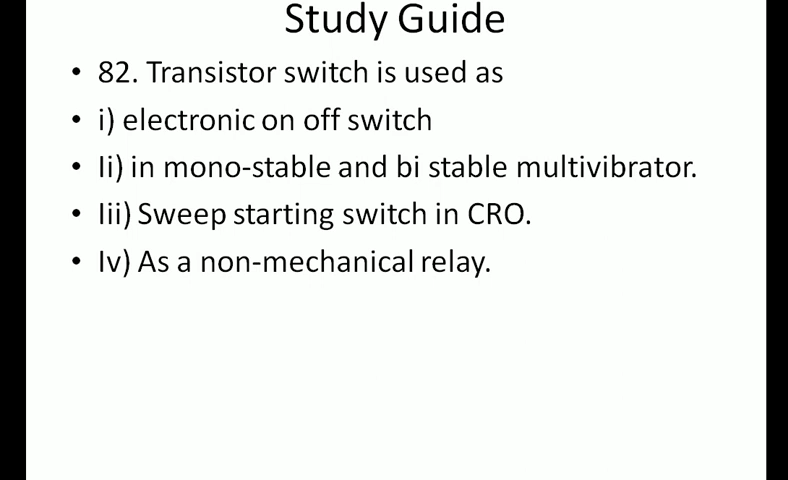 Study Guide
• 82. Transistor switch is used as
• i) electronic on off switch
• Ii) in mono-stable and bi stable multivibrator.
• Iii) Sweep starting switch in CRO.
• Iv) As a non-mechanical relay.